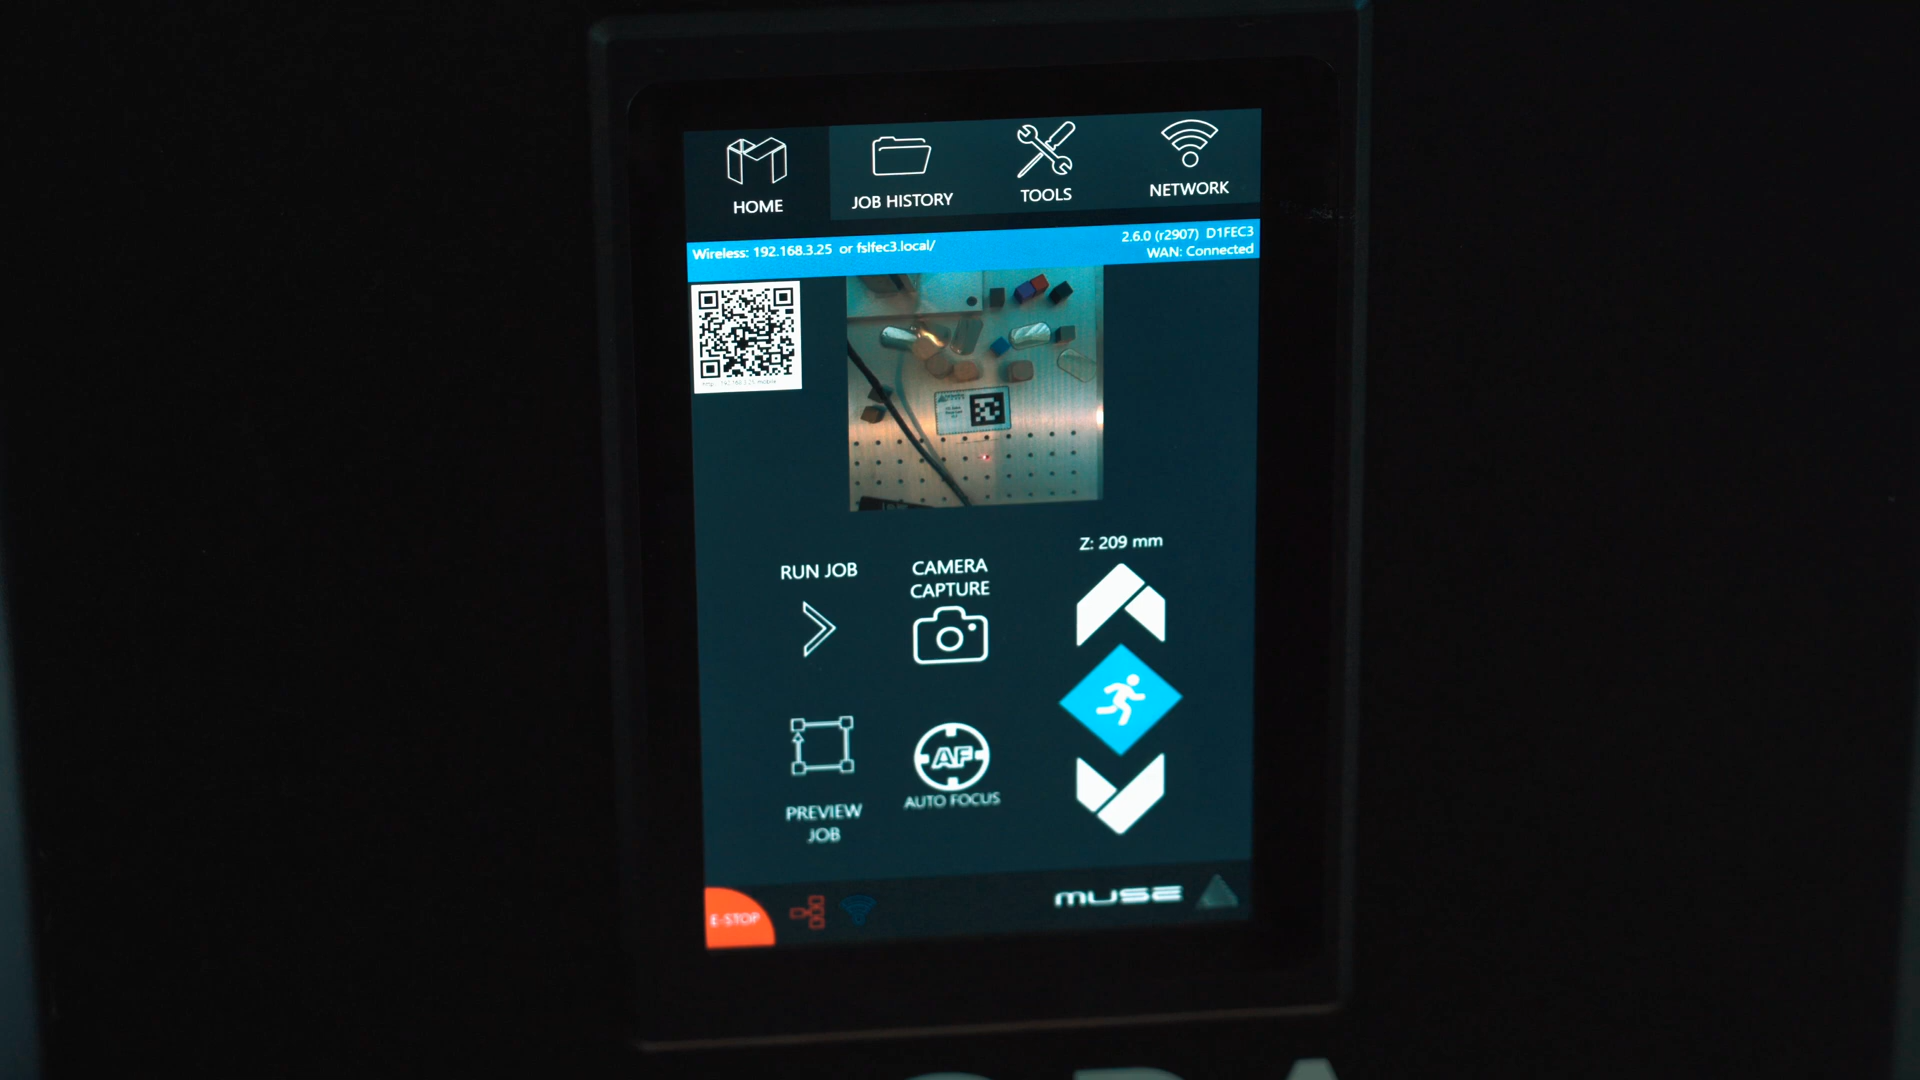 HOME
JOB HISTORY
TOOLS
NETWORK
Wireless: 192.168.3.25 or fslfec3.local/
2.6.0 (r2907) D1FEC3
WAN: Connected
Z: 209 mm
RUN JOB
CAMERA
CAPTURE
AF
PREVIEW
JOB
AUTO FOCUS
E-STOP
MUSE